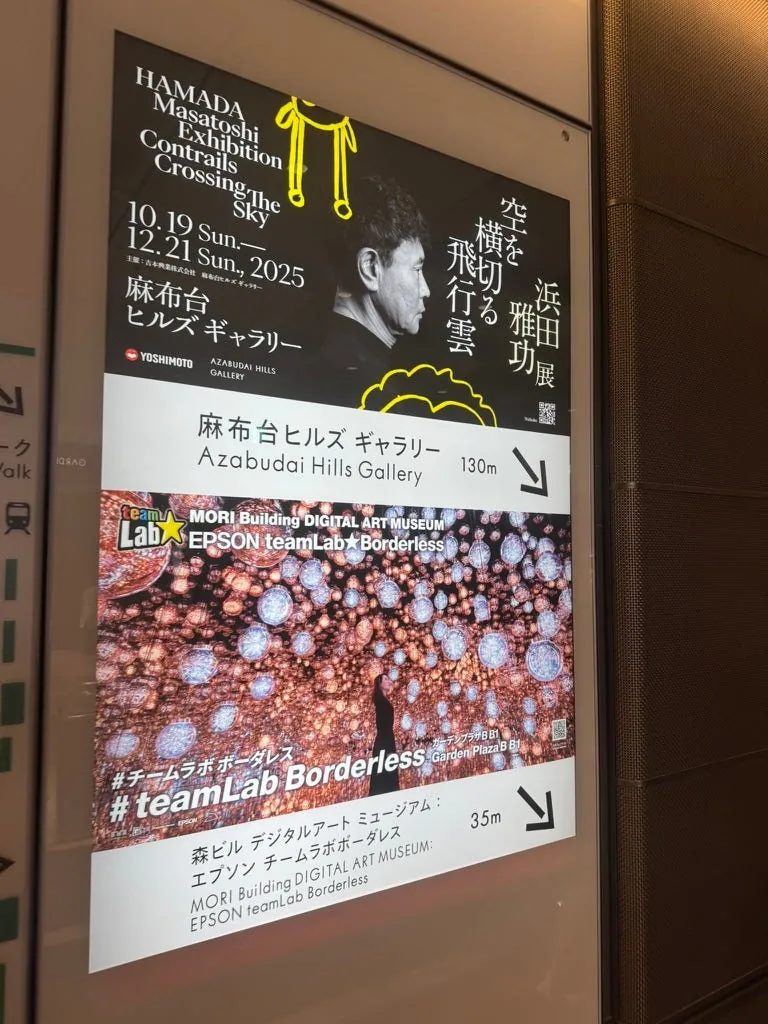 HAMADA
Masatoshi
Exhibition
Contrails
Crossing The
Sky
10.19 Sun.—
12.21 Sun., 2025
麻布台
ヒルズ ギャラリー
YOSHIMOTO
AZABUDAI HILLS
GALLERY
空を
横切る
飛行雲
浜田
雅功
展
麻布台ヒルズ ギャラリー
Azabudai Hills Gallery
130m
team
Lab★
MORI Building DIGITAL ART MUSEUM
EPSON teamLab★Borderless
#チームラボボーダレス
#teamLab Borderless
ガーデンプラザB B1
Garden Plaza B B1
EPSON
森ビル デジタルアート ミュージアム：
エプソン チームラボボーダレス
MORI Building DIGITAL ART MUSEUM:
EPSON teamLab Borderless
35m
ーク
alk